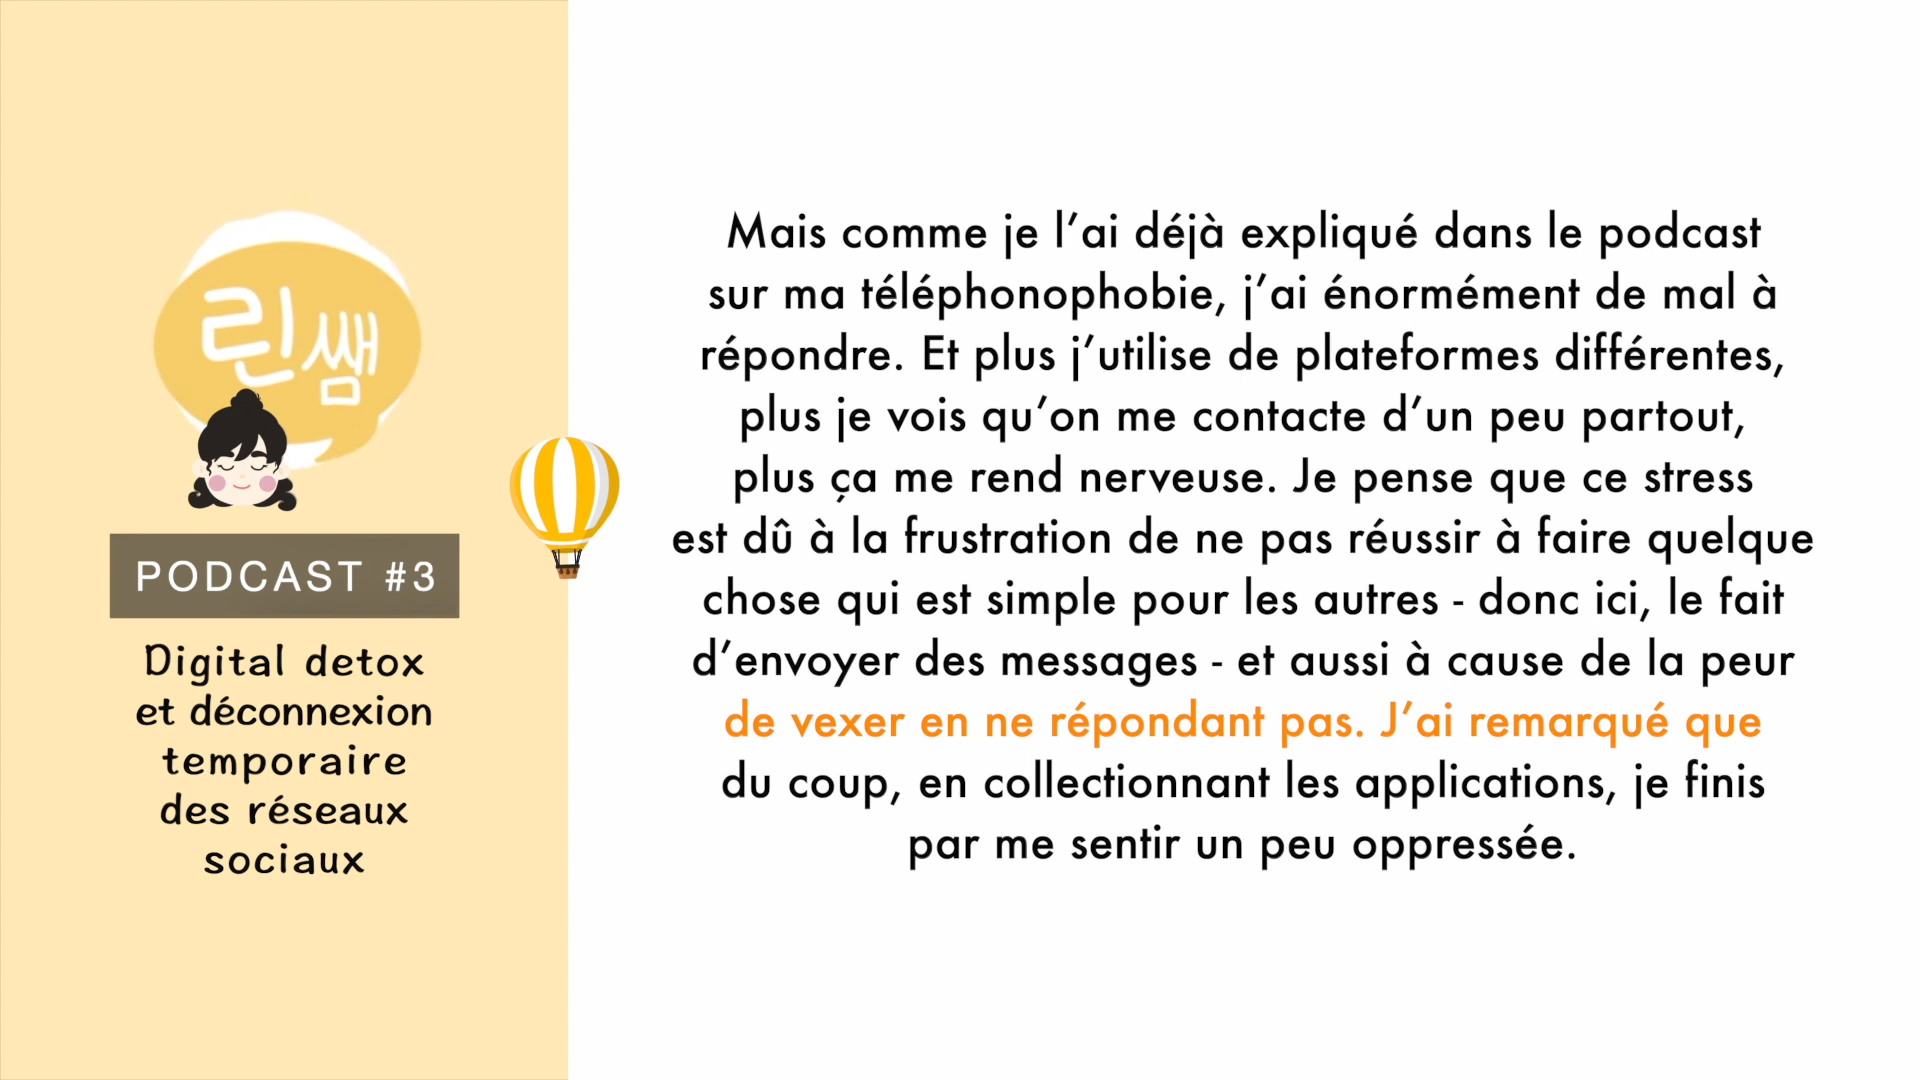 린쌤
PODCAST #3
Digital detox
et déconnexion
temporaire
des réseaux
sociaux
Mais comme je l’ai déjà expliqué dans le podcast
sur ma téléphonophobie, j’ai énormément de mal à
répondre. Et plus j’utilise de plateformes différentes,
plus je vois qu’on me contacte d’un peu partout,
plus ça me rend nerveuse. Je pense que ce stress
est dû à la frustration de ne pas réussir à faire quelque
chose qui est simple pour les autres - donc ici, le fait
d’envoyer des messages - et aussi à cause de la peur
de vexer en ne répondant pas. J’ai remarqué que
du coup, en collectionnant les applications, je finis
par me sentir un peu oppressée.